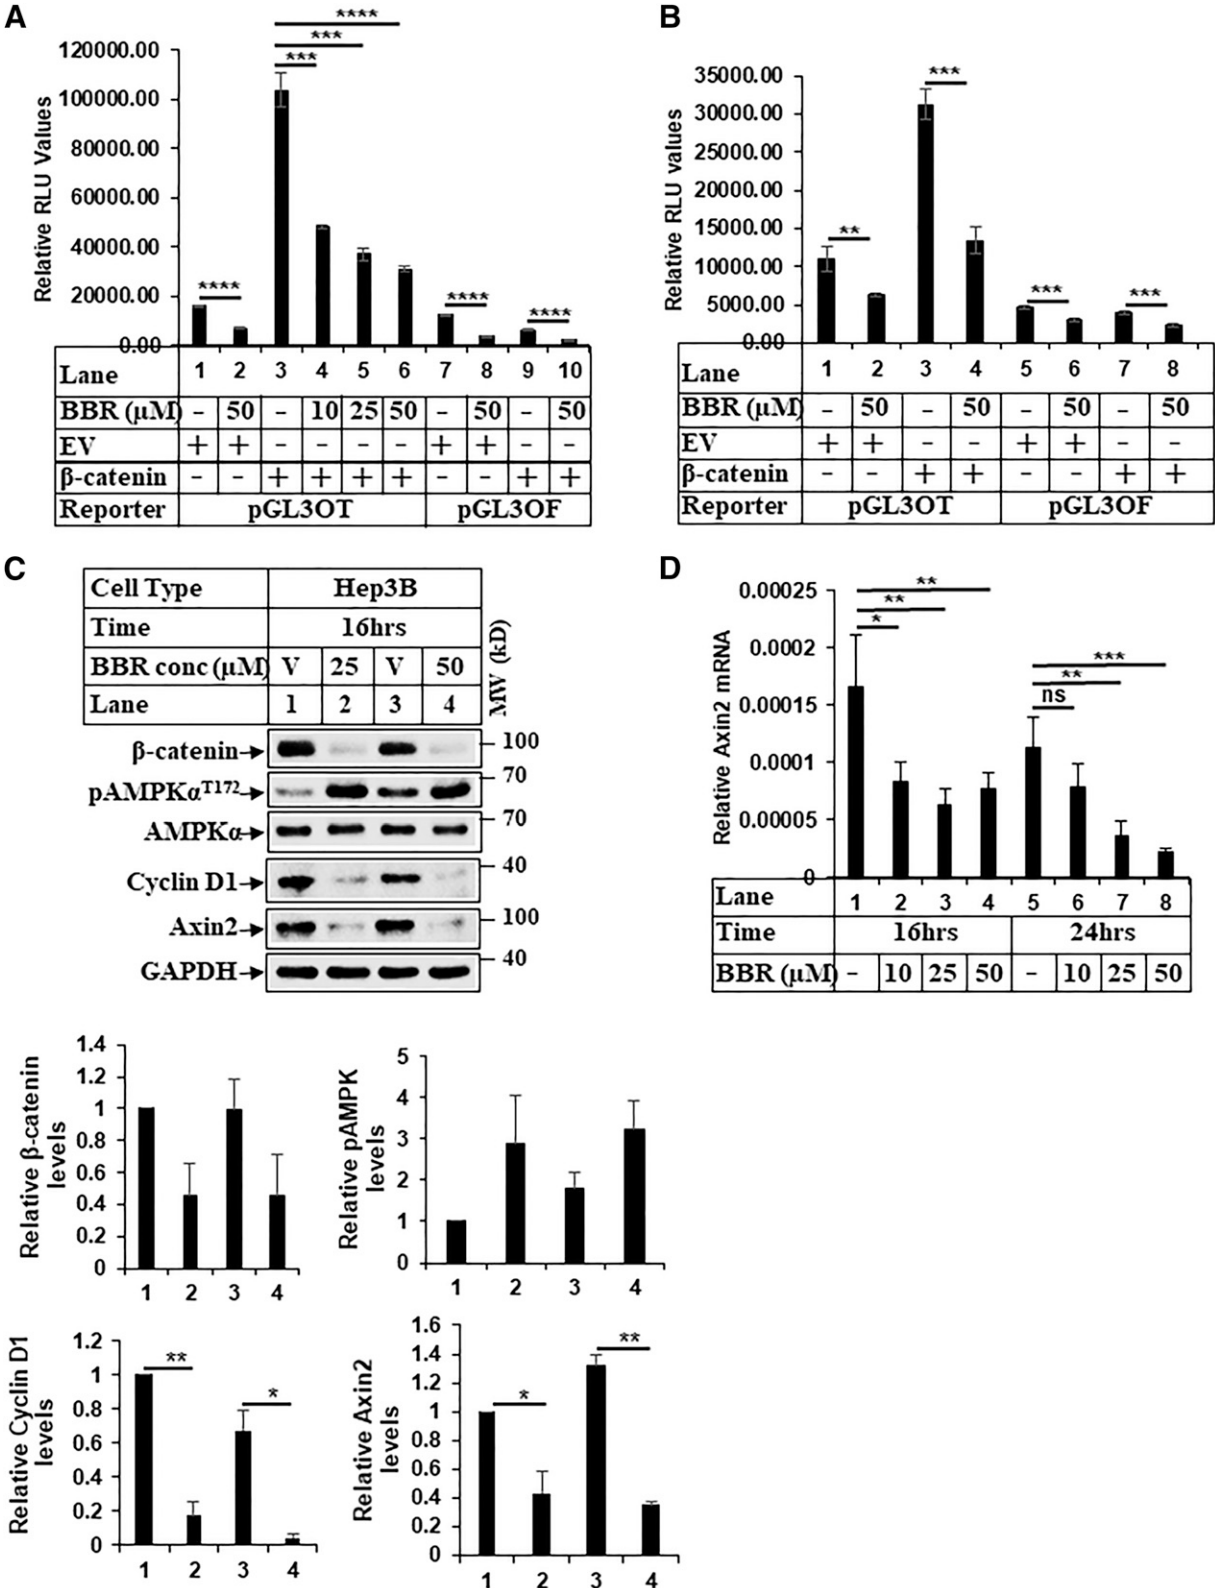 A
****
***
***
****
****
****
120000.00
100000.00
80000.00
60000.00
40000.00
20000.00
0.00
Relative RLU Values
Lane 1 2 3 4 5 6 7 8 9 10
BBR (μM) – 50 – 10 25 50 – 50 – 50
EV + + – – – – + + – –
β-catenin – – + + + + – – + +
Reporter pGL3OT pGL3OF
B
***
**
***
***
35000.00
30000.00
25000.00
20000.00
15000.00
10000.00
5000.00
0.00
Relative RLU values
Lane 1 2 3 4 5 6 7 8
BBR (μM) – 50 – 50 – 50 – 50
EV + + – – + + – –
β-catenin – – + + – – + +
Reporter pGL3OT pGL3OF
C
Cell Type Hep3B
Time 16hrs
BBR conc (μM) V 25 V 50
Lane 1 2 3 4
MW (kD)
β-catenin 100
pAMPKαT172 70
AMPKα 70
Cyclin D1 40
Axin2 100
GAPDH 40
D
**
**
*
***
**
ns
0.00025
0.0002
0.00015
0.0001
0.00005
0
Relative Axin2 mRNA
Lane 1 2 3 4 5 6 7 8
Time 16hrs 24hrs
BBR (μM) – 10 25 50 – 10 25 50
1.4
1.2
1
0.8
0.6
0.4
0.2
0
Relative β-catenin
levels
1 2 3 4
5
4
3
2
1
0
Relative pAMPK
levels
1 2 3 4
**
*
1.2
1
0.8
0.6
0.4
0.2
0
Relative Cyclin D1
levels
1 2 3 4
**
*
1.6
1.4
1.2
1
0.8
0.6
0.4
0.2
0
Relative Axin2
levels
1 2 3 4